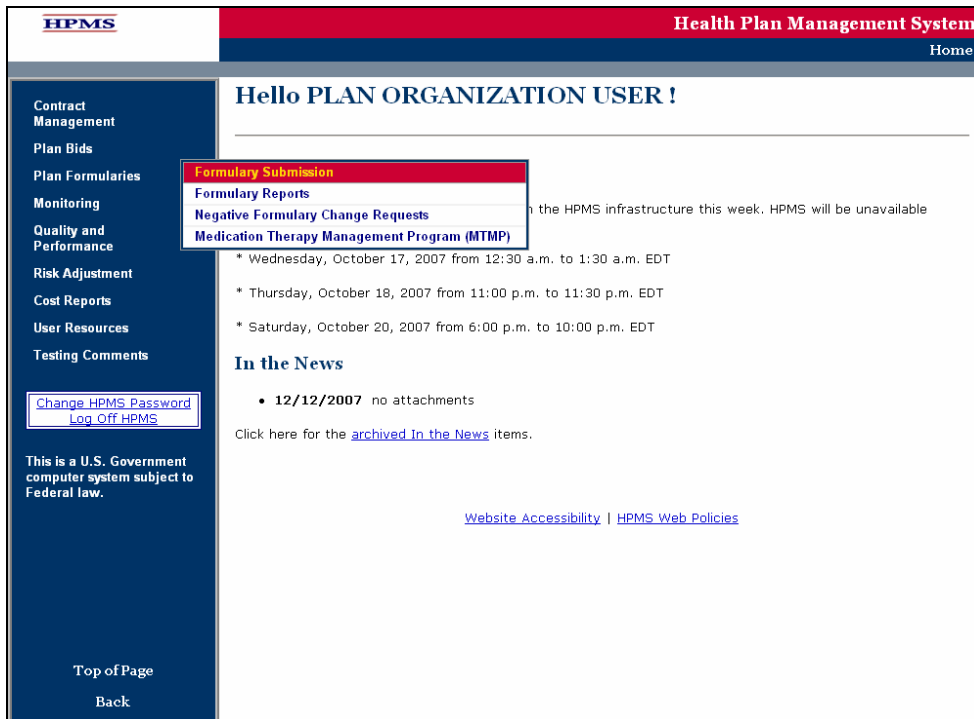 HPMS
Health Plan Management System
Home
Contract
Management
Plan Bids
Plan Formularies
Monitoring
Quality and
Performance
Risk Adjustment
Cost Reports
User Resources
Testing Comments
Change HPMS Password
Log Off HPMS
This is a U.S. Government
computer system subject to
Federal law.
Top of Page
Back
Hello PLAN ORGANIZATION USER !
Formulary Submission
Formulary Reports
Negative Formulary Change Requests
Medication Therapy Management Program (MTMP)
the HPMS infrastructure this week. HPMS will be unavailable
* Wednesday, October 17, 2007 from 12:30 a.m. to 1:30 a.m. EDT
* Thursday, October 18, 2007 from 11:00 p.m. to 11:30 p.m. EDT
* Saturday, October 20, 2007 from 6:00 p.m. to 10:00 p.m. EDT
In the News
• 12/12/2007 no attachments
Click here for the archived In the News items.
Website Accessibility | HPMS Web Policies